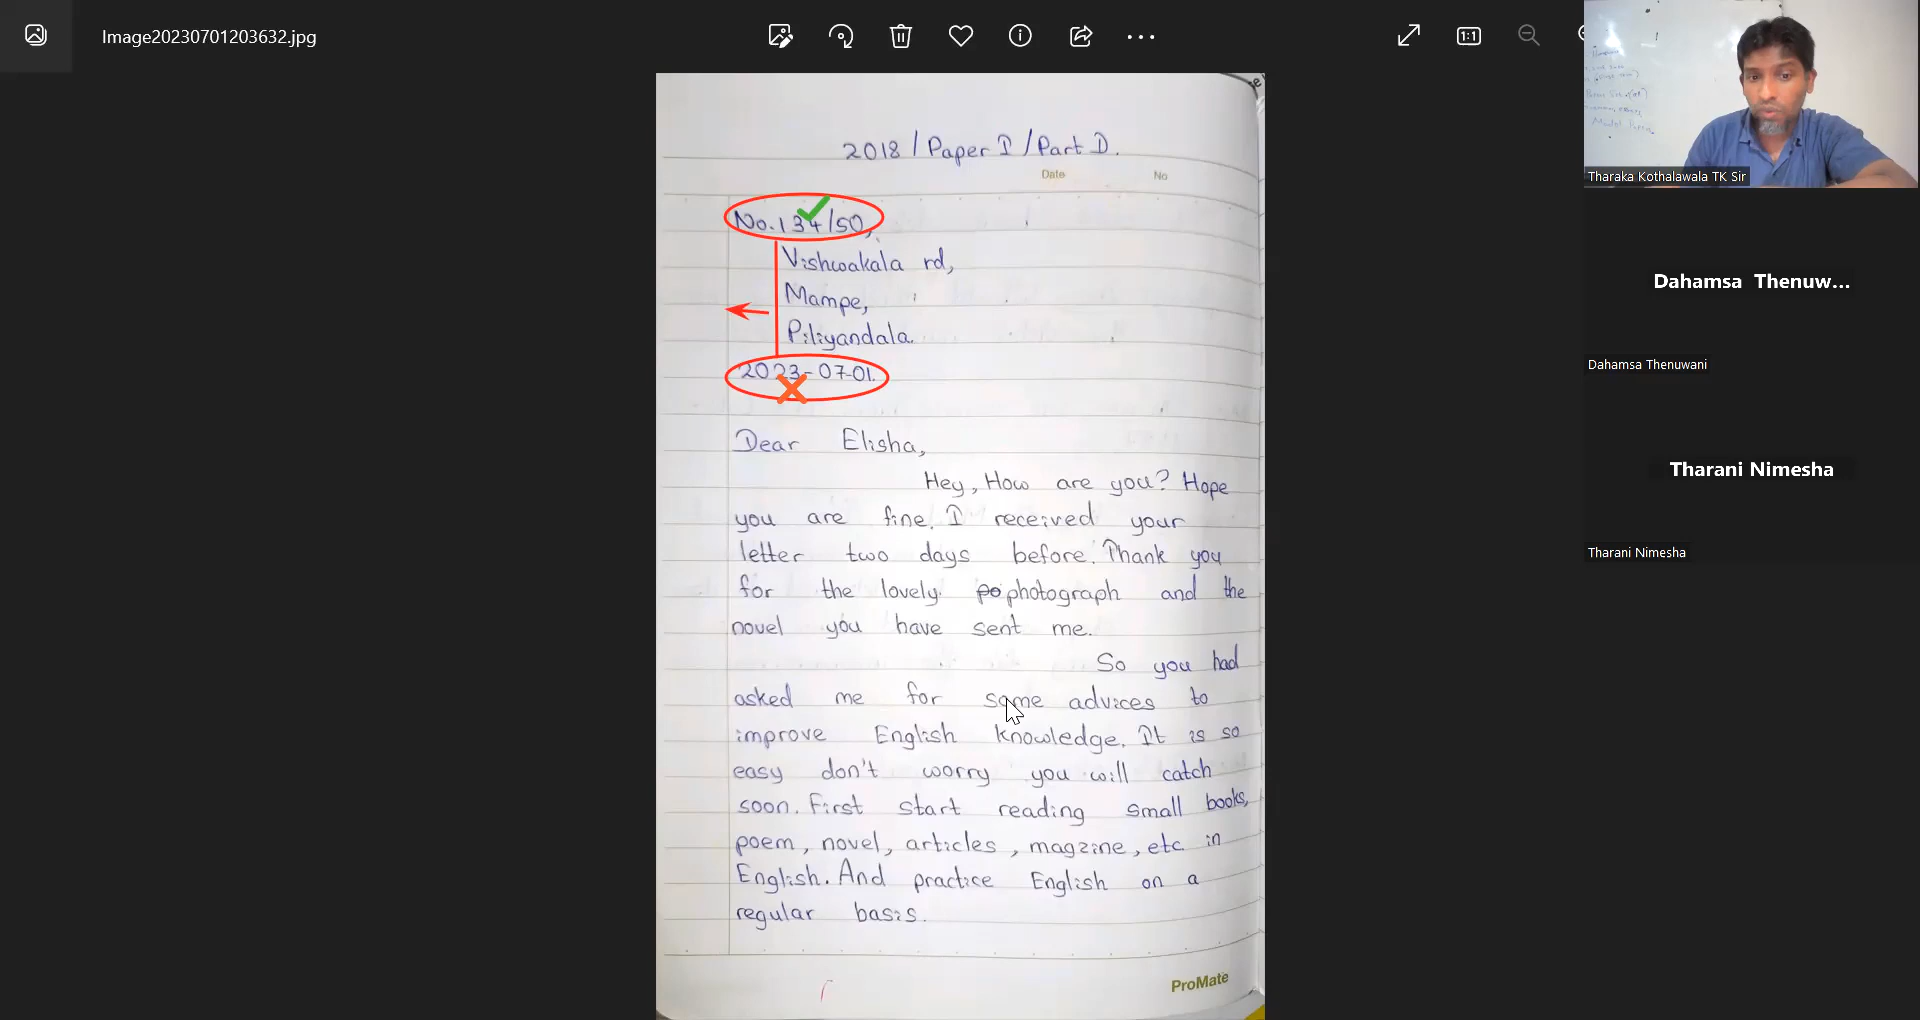 Image20230701203632.jpg
2018 / Paper I / Part D.
Date No
No.134/50,
Vishwakala rd,
Mampe,
Piliyandala.
2023-07-01.
Dear Elisha,
Hey, How are you? Hope
you are fine. I received your
letter two days before. Thank you
for the lovely photograph and the
novel you have sent me.
So you had
asked me for some advices to
improve English knowledge. It is so
easy don't worry you will catch
soon. First start reading small books,
poem, novel, articles, magzine, etc in
English. And practice English on a
regular basis.
ProMate
Tharaka Kothalawala TK Sir
Dahamsa Thenuw...
Dahamsa Thenuwani
Tharani Nimesha
Tharani Nimesha